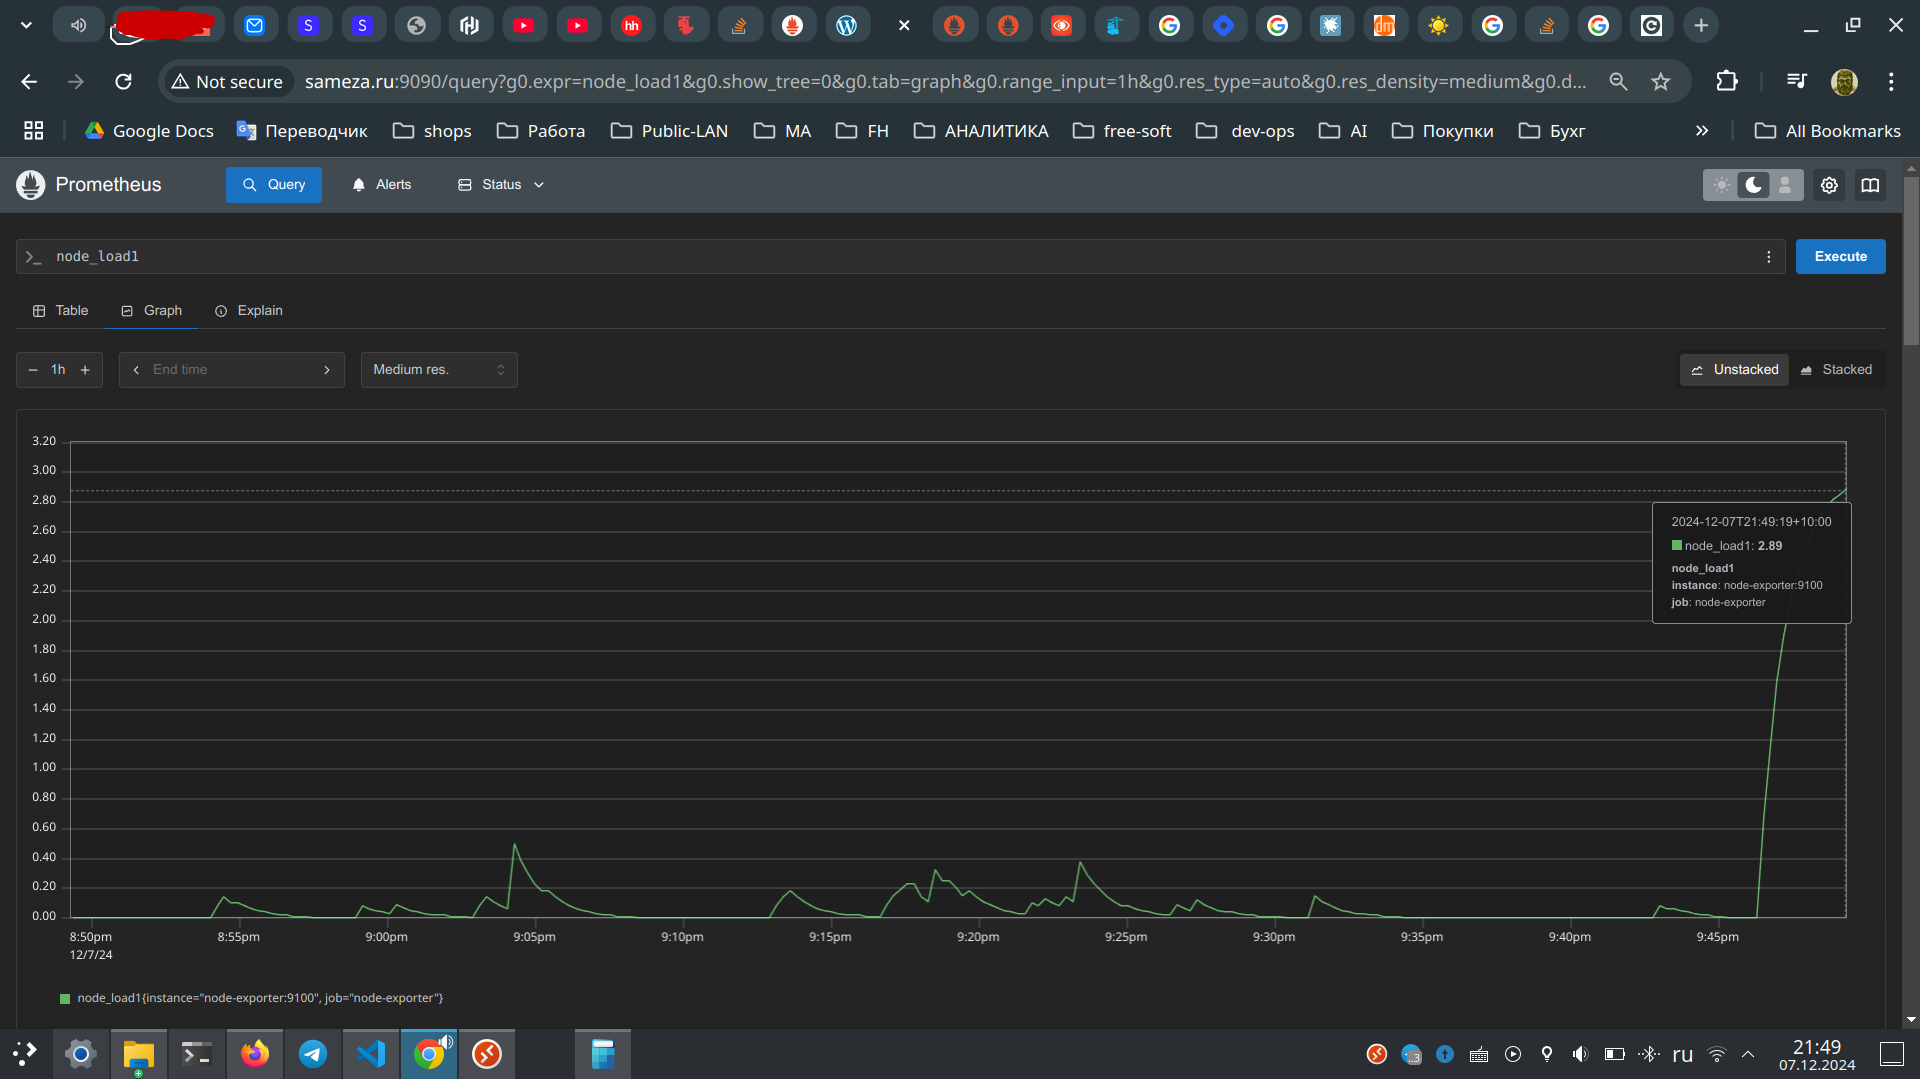 Not secure sameza.ru:9090/query?g0.expr=node_load1&g0.show_tree=0&g0.tab=graph&g0.range_input=1h&g0.res_type=auto&g0.res_density=medium&g0.d...
Google Docs Переводчик shops Работа Public-LAN MA FH АНАЛИТИКА free-soft dev-ops AI Покупки Бухг » All Bookmarks
Prometheus Query Alerts Status
>_ node_load1 Execute
Table Graph Explain
− 1h + < End time > Medium res. Unstacked Stacked
3.20
3.00
2.80
2.60
2.40
2.20
2.00
1.80
1.60
1.40
1.20
1.00
0.80
0.60
0.40
0.20
0.00
2024-12-07T21:49:19+10:00
node_load1: 2.89
node_load1
instance: node-exporter:9100
job: node-exporter
8:50pm 8:55pm 9:00pm 9:05pm 9:10pm 9:15pm 9:20pm 9:25pm 9:30pm 9:35pm 9:40pm 9:45pm
12/7/24
node_load1{instance="node-exporter:9100", job="node-exporter"}
ru 21:49
07.12.2024